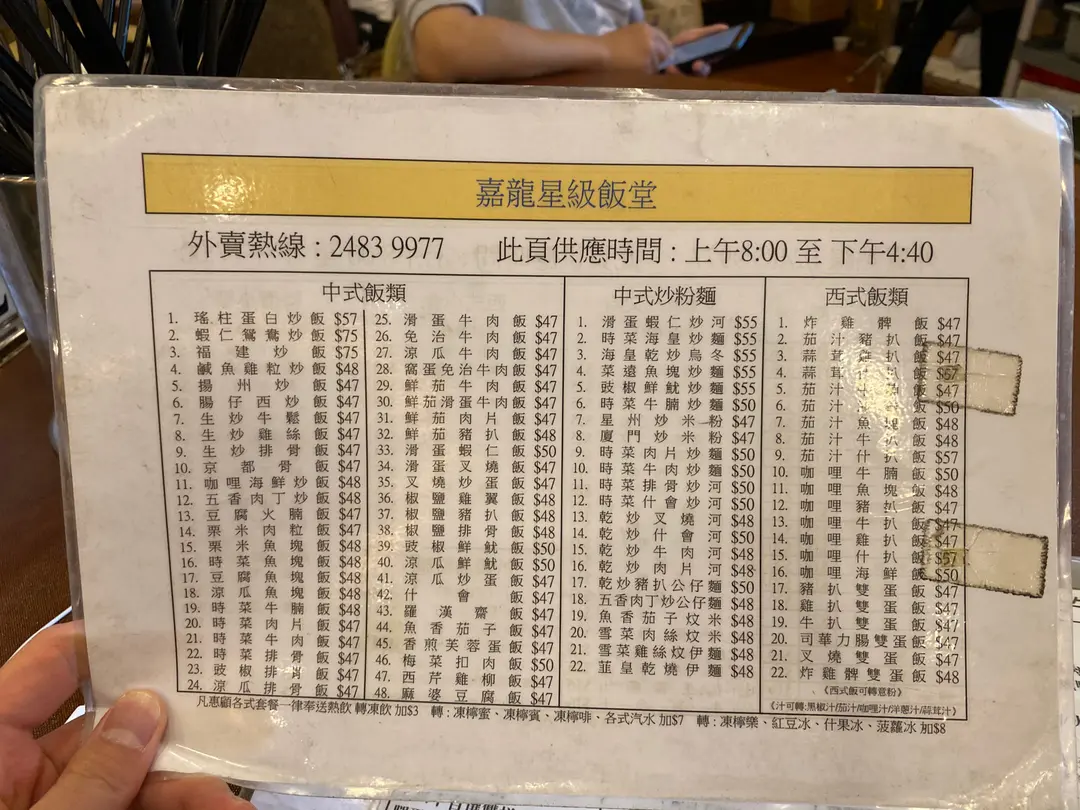 嘉龍星級飯堂
外賣熱線 : 2483 9977 此頁供應時間 : 上午8:00 至 下午4:40
中式飯類
1. 瑤柱蛋白炒飯 $57
2. 蝦仁鴛鴦炒飯 $75
3. 福建炒飯 $75
4. 鹹魚雞粒炒飯 $48
5. 揚州炒飯 $47
6. 腸仔西炒飯 $47
7. 生炒牛鬆飯 $47
8. 生炒雞絲飯 $47
9. 生炒排骨飯 $47
10. 京都骨飯 $47
11. 咖哩海鮮炒飯 $48
12. 五香肉丁炒飯 $48
13. 豆腐火腩飯 $47
14. 栗米肉粒飯 $47
15. 栗米魚塊飯 $48
16. 時菜魚塊飯 $48
17. 豆腐魚塊飯 $48
18. 涼瓜魚塊飯 $48
19. 時菜牛腩飯 $48
20. 時菜肉片飯 $47
21. 時菜牛肉飯 $47
22. 時菜排骨飯 $47
23. 豉椒排骨飯 $47
24. 涼瓜排骨飯 $47
25. 滑蛋牛肉飯 $47
26. 免治牛肉飯 $47
27. 涼瓜牛肉飯 $47
28. 窩蛋免治牛肉飯 $47
29. 鮮茄牛肉飯 $47
30. 鮮茄滑蛋牛肉飯 $47
31. 鮮茄肉片飯 $47
32. 鮮茄豬扒飯 $48
33. 滑蛋蝦仁飯 $50
34. 滑蛋叉燒飯 $47
35. 叉燒炒蛋飯 $47
36. 椒鹽雞翼飯 $48
37. 椒鹽豬扒飯 $48
38. 椒鹽排骨飯 $48
39. 豉椒鮮魷飯 $50
40. 涼瓜鮮魷飯 $50
41. 涼瓜炒蛋飯 $47
42. 什會飯 $47
43. 羅漢齋飯 $47
44. 魚香茄子飯 $47
45. 香煎芙蓉蛋飯 $47
46. 梅菜扣肉飯 $50
47. 西芹雞柳飯 $47
48. 麻婆豆腐飯 $47
中式炒粉麵
1. 滑蛋蝦仁炒河 $55
2. 時菜海皇炒麵 $55
3. 海皇乾炒烏冬 $55
4. 菜遠魚塊炒麵 $55
5. 豉椒鮮魷炒麵 $55
6. 時菜牛腩炒麵 $50
7. 星州炒米粉 $47
8. 廈門炒米粉 $47
9. 時菜肉片炒麵 $50
10. 時菜牛肉炒麵 $50
11. 時菜排骨炒河 $50
12. 時菜什會炒河 $50
13. 乾炒叉燒河 $48
14. 乾炒什會河 $50
15. 乾炒牛肉河 $48
16. 乾炒肉片河 $48
17. 乾炒豬扒公仔麵 $50
18. 五香肉丁炒公仔麵 $48
19. 魚香茄子炆米 $48
20. 雪菜肉絲炆米 $48
21. 雪菜雞絲炆伊麵 $48
22. 韮皇乾燒伊麵 $48
西式飯類
1. 炸雞髀飯 $47
2. 茄汁豬扒飯 $47
3. 蒜茸雞扒飯 $47
4. 蒜茸什扒飯 $57
5. 茄汁 飯 $47
6. 茄汁 飯 $50
7. 茄汁魚塊飯 $48
8. 茄汁牛扒飯 $48
9. 茄汁什扒飯 $57
10. 咖哩牛腩飯 $50
11. 咖哩魚塊飯 $48
12. 咖哩豬扒飯 $47
13. 咖哩牛扒飯 $47
14. 咖哩雞扒飯 $47
15. 咖哩什扒飯 $57
16. 咖哩海鮮飯 $50
17. 豬扒雙蛋飯 $47
18. 雞扒雙蛋飯 $47
19. 牛扒雙蛋飯 $47
20. 司華力腸雙蛋飯 $47
21. 叉燒雙蛋飯 $47
22. 炸雞髀雙蛋飯 $48
《西式飯可轉意粉》
《汁可轉:黑椒汁/茄汁/咖哩汁/洋蔥汁/蒜茸汁》
凡惠顧各式套餐一律奉送熱飲 轉凍飲 加$3 轉 : 凍檸蜜、凍檸賓、凍檸啡、各式汽水 加$7 轉 : 凍檸樂、紅豆冰、什果冰、菠蘿冰 加$8